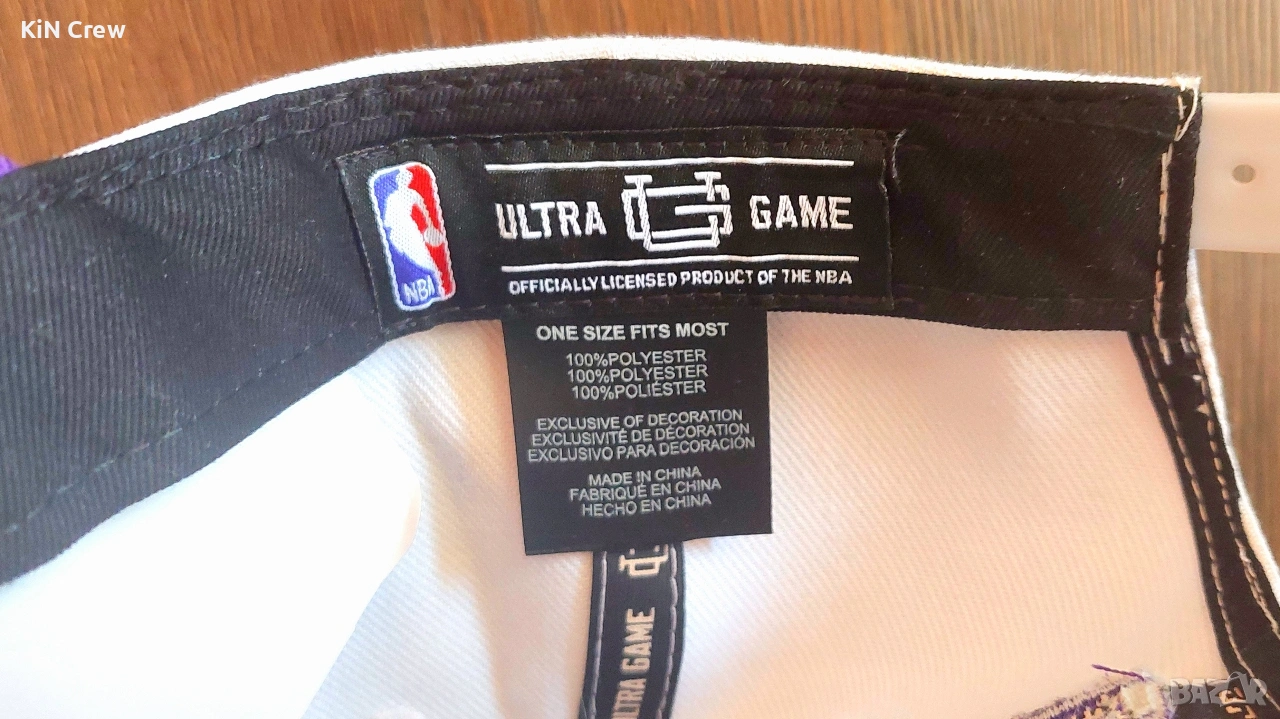 KiN Crew
ULTRA UG GAME
NBA
OFFICIALLY LICENSED PRODUCT OF THE NBA
ONE SIZE FITS MOST
100%POLYESTER
100%POLYESTER
100%POLIÉSTER
EXCLUSIVE OF DECORATION
EXCLUSIVITÉ DE DÉCORATION
EXCLUSIVO PARA DECORACIÓN
MADE IN CHINA
FABRIQUÉ EN CHINA
HECHO EN CHINA
ULTRA GAME
BAZAR